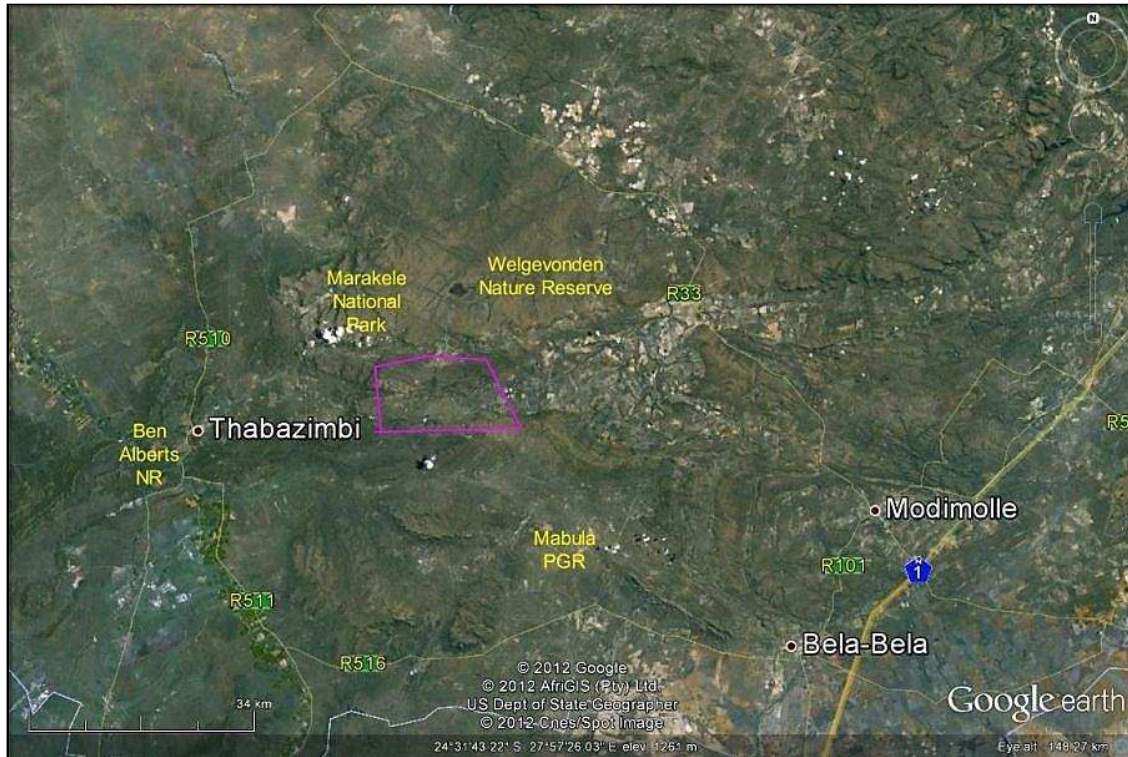 N
Welgevonden
Nature Reserve
Marakele
National
Park
R33
R510
Thabazimbi
Ben
Alberts
NR
R5
Modimolle
Mabula
PGR
R101
1
R511
Bela-Bela
R516
© 2012 Google
© 2012 AfriGIS (Pty) Ltd.
US Dept of State Geographer
© 2012 Cnes/Spot Image
34 km
Google earth
24°31'43.22" S 27°57'26.03" E elev 1261 m
Eye alt 148.27 km